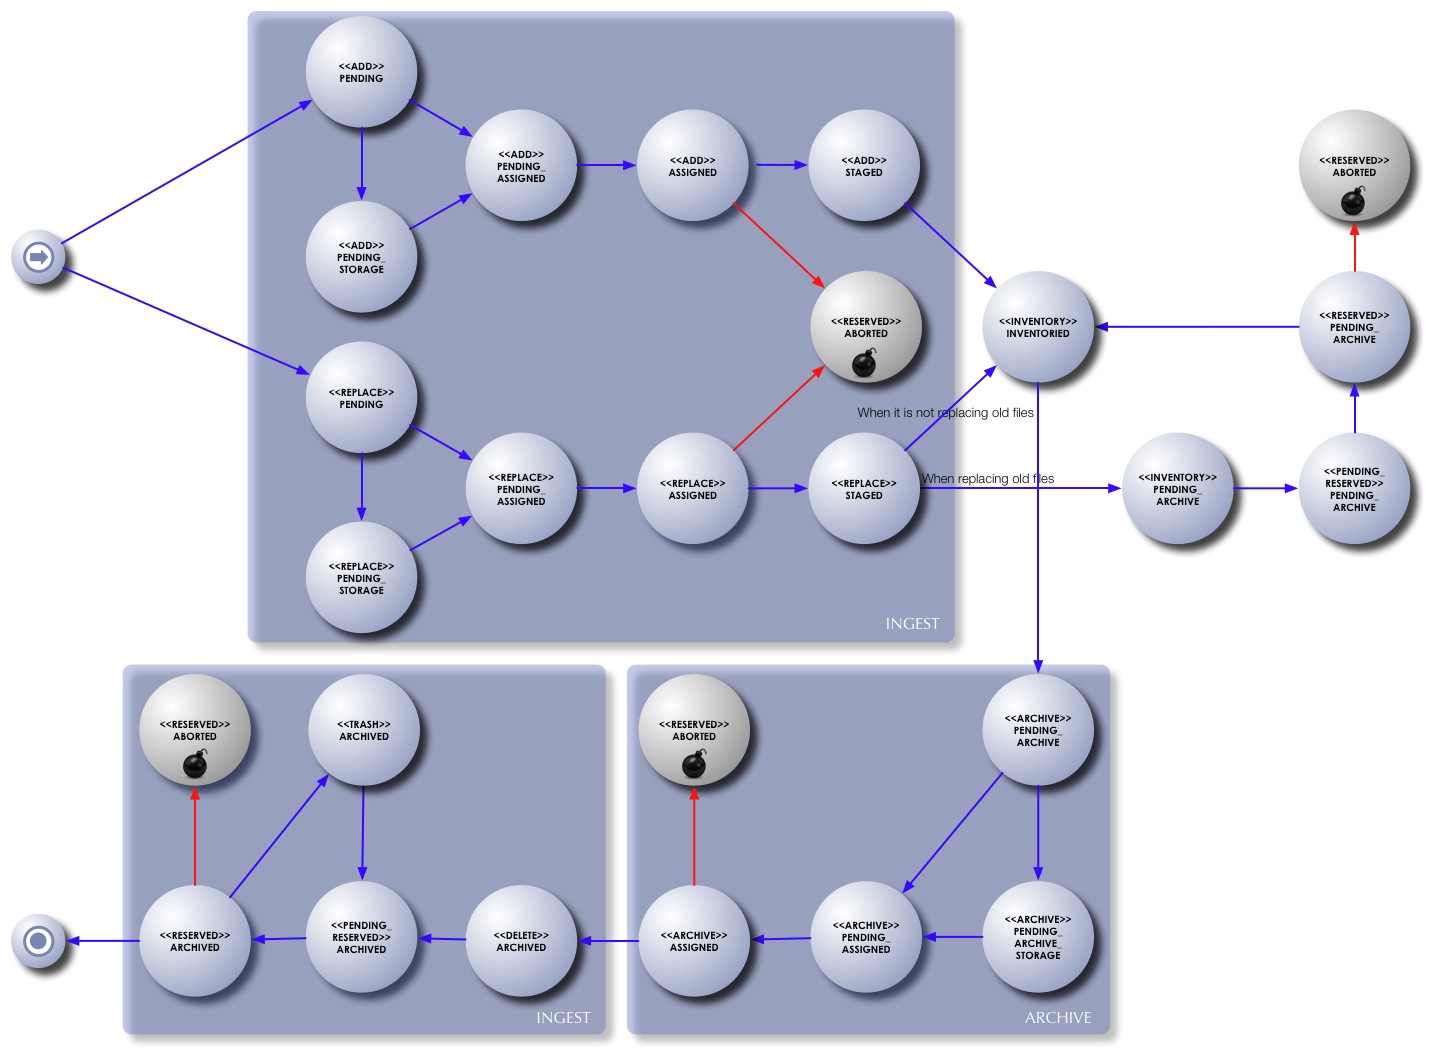 <<ADD>>
PENDING
<<ADD>>
PENDING_
ASSIGNED
<<ADD>>
ASSIGNED
<<ADD>>
STAGED
<<RESERVED>>
ABORTED
<<ADD>>
PENDING_
STORAGE
<<RESERVED>>
ABORTED
<<INVENTORY>>
INVENTORIED
<<RESERVED>>
PENDING_
ARCHIVE
<<REPLACE>>
PENDING
When it is not replacing old files
<<REPLACE>>
PENDING_
ASSIGNED
<<REPLACE>>
ASSIGNED
<<REPLACE>>
STAGED
When replacing old files
<<INVENTORY>>
PENDING_
ARCHIVE
<<PENDING_
RESERVED>>
PENDING_
ARCHIVE
<<REPLACE>>
PENDING_
STORAGE
INGEST
<<RESERVED>>
ABORTED
<<TRASH>>
ARCHIVED
<<RESERVED>>
ABORTED
<<ARCHIVE>>
PENDING_
ARCHIVE
<<RESERVED>>
ARCHIVED
<<PENDING_
RESERVED>>
ARCHIVED
<<DELETE>>
ARCHIVED
<<ARCHIVE>>
ASSIGNED
<<ARCHIVE>>
PENDING_
ASSIGNED
<<ARCHIVE>>
PENDING_
ARCHIVE_
STORAGE
INGEST
ARCHIVE